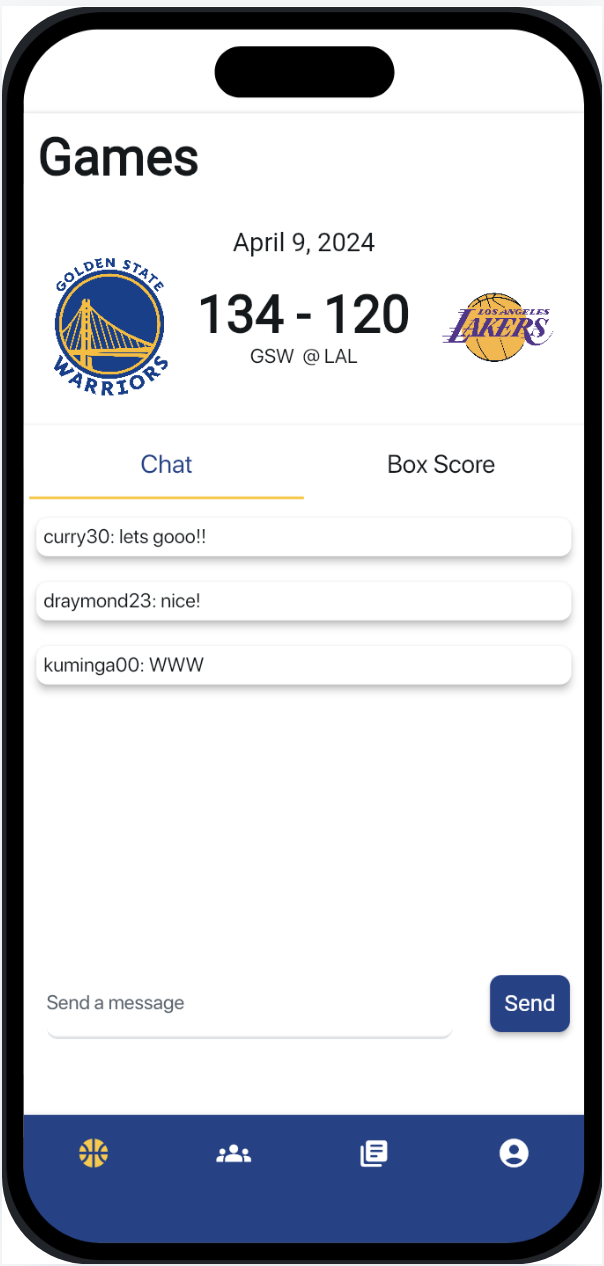 Games
April 9, 2024
GOLDEN STATE
WARRIORS
134 - 120
GSW @ LAL
LOS ANGELES
LAKERS
Chat
Box Score
curry30: lets gooo!!
draymond23: nice!
kuminga00: WWW
Send a message
Send